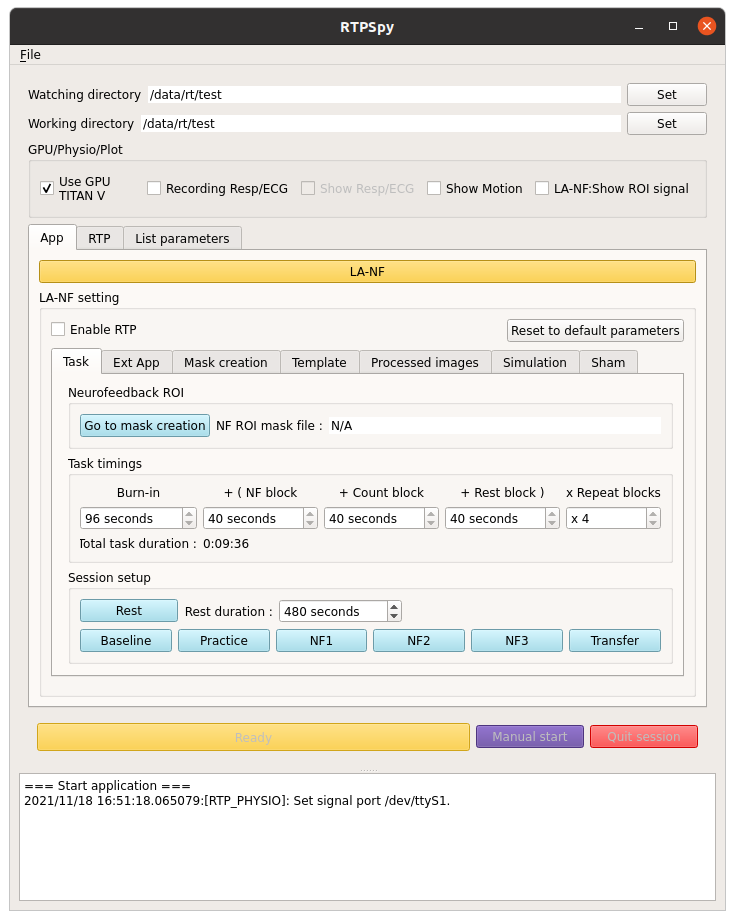 RTPSpy
File
Watching directory /data/rt/test Set
Working directory /data/rt/test Set
GPU/Physio/Plot
Use GPU
TITAN V
Recording Resp/ECG Show Resp/ECG Show Motion LA-NF:Show ROI signal
App RTP List parameters
LA-NF
LA-NF setting
Enable RTP Reset to default parameters
Task Ext App Mask creation Template Processed images Simulation Sham
Neurofeedback ROI
Go to mask creation NF ROI mask file : N/A
Task timings
Burn-in + ( NF block + Count block + Rest block ) x Repeat blocks
96 seconds 40 seconds 40 seconds 40 seconds x 4
Total task duration : 0:09:36
Session setup
Rest Rest duration : 480 seconds
Baseline Practice NF1 NF2 NF3 Transfer
Ready Manual start Quit session
=== Start application ===
2021/11/18 16:51:18.065079:[RTP_PHYSIO]: Set signal port /dev/ttyS1.